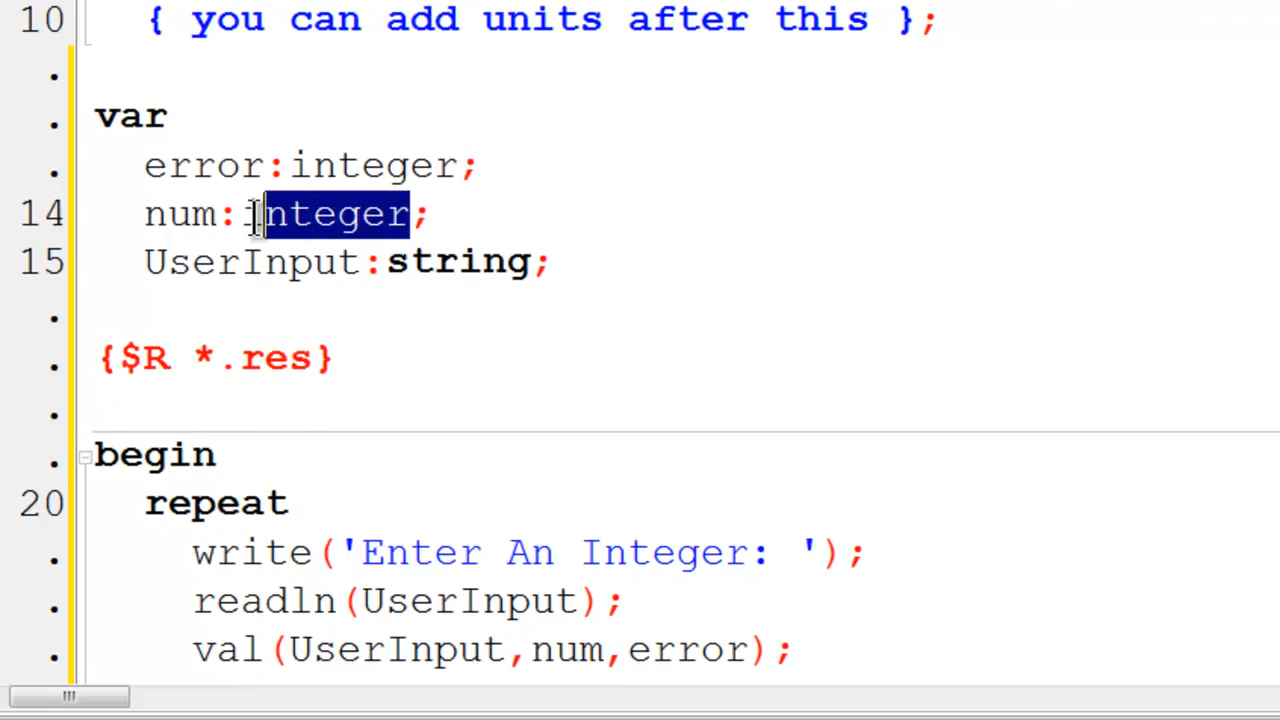 10 { you can add units after this };
.
. var
. error:integer;
14 num:integer;
15 UserInput:string;
.
. {$R *.res}
.
. begin
20 repeat
. write('Enter An Integer: ');
. readln(UserInput);
. val(UserInput,num,error);